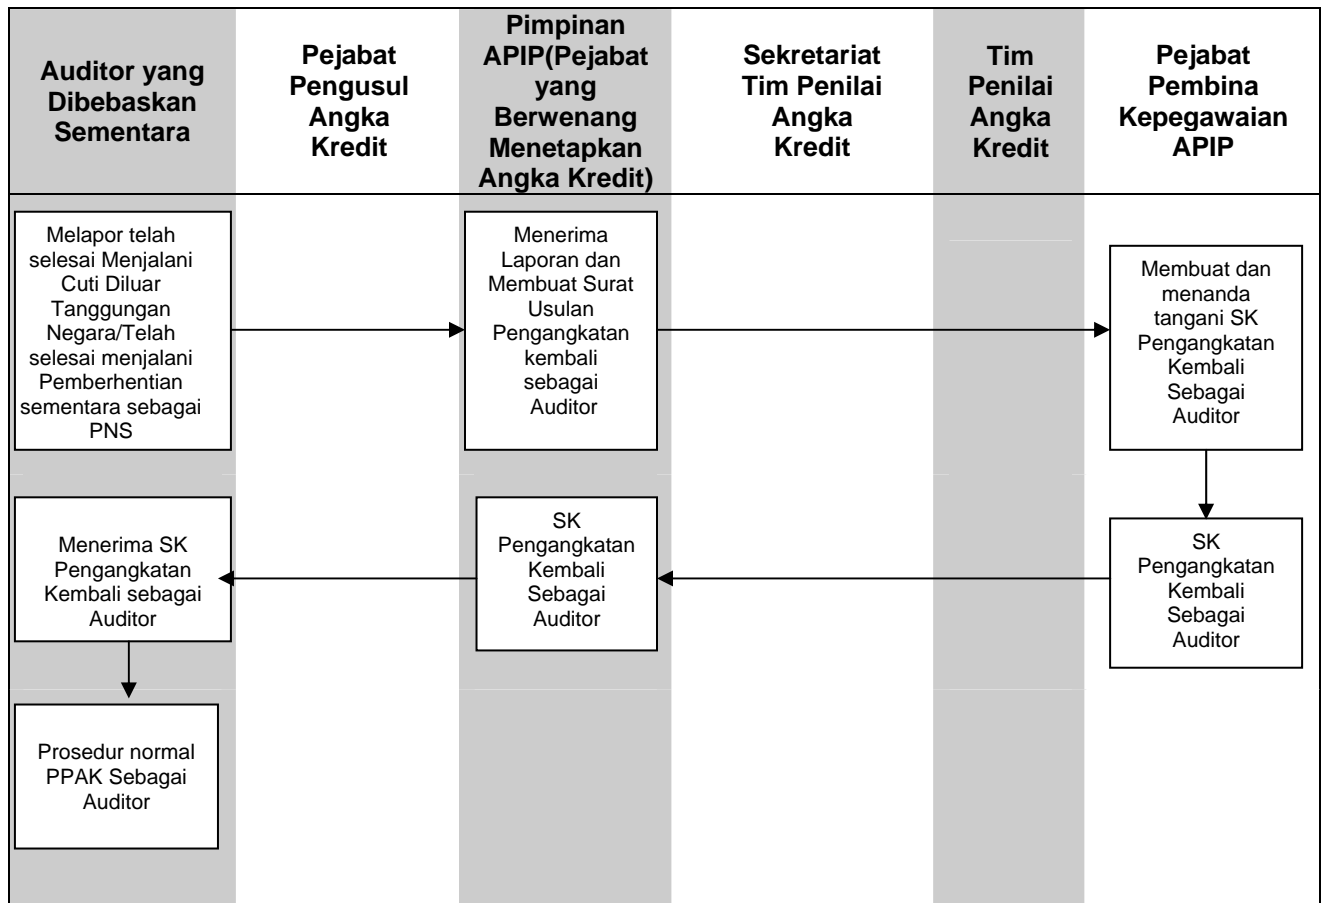 Auditor yang
Dibebaskan
Sementara
Pejabat
Pengusul
Angka
Kredit
Pimpinan
APIP(Pejabat
yang
Berwenang
Menetapkan
Angka Kredit)
Sekretariat
Tim Penilai
Angka
Kredit
Tim
Penilai
Angka
Kredit
Pejabat
Pembina
Kepegawaian
APIP
Melapor telah
selesai Menjalani
Cuti Diluar
Tanggungan
Negara/Telah
selesai menjalani
Pemberhentian
sementara sebagai
PNS
Menerima
Laporan dan
Membuat Surat
Usulan
Pengangkatan
kembali
sebagai
Auditor
Membuat dan
menanda
tangani SK
Pengangkatan
Kembali
Sebagai
Auditor
Menerima SK
Pengangkatan
Kembali sebagai
Auditor
SK
Pengangkatan
Kembali
Sebagai
Auditor
SK
Pengangkatan
Kembali
Sebagai
Auditor
Prosedur normal
PPAK Sebagai
Auditor